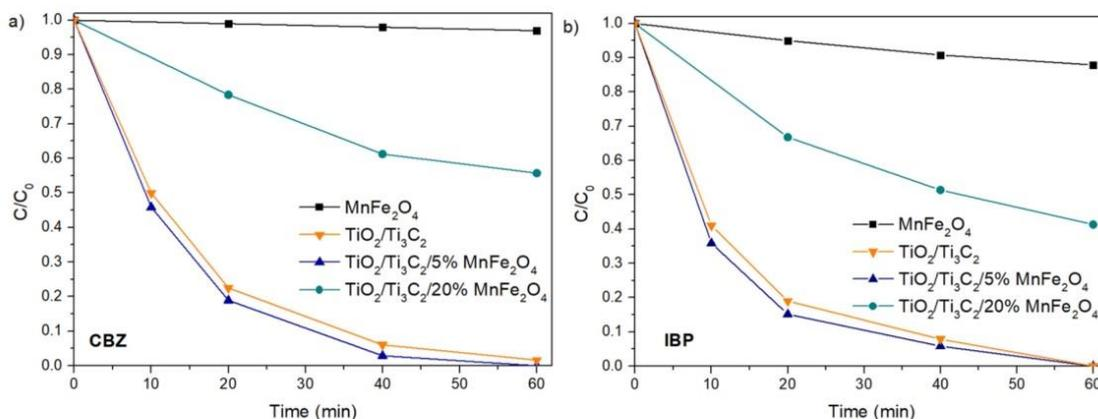 a)
1.0
0.9
0.8
0.7
0.6
0.5
0.4
0.3
0.2
0.1
0.0
C/C₀
MnFe₂O₄
TiO₂/Ti₃C₂
TiO₂/Ti₃C₂/5% MnFe₂O₄
TiO₂/Ti₃C₂/20% MnFe₂O₄
CBZ
0 10 20 30 40 50 60
Time (min)
b)
1.0
0.9
0.8
0.7
0.6
0.5
0.4
0.3
0.2
0.1
0.0
C/C₀
MnFe₂O₄
TiO₂/Ti₃C₂
TiO₂/Ti₃C₂/5% MnFe₂O₄
TiO₂/Ti₃C₂/20% MnFe₂O₄
IBP
0 10 20 30 40 50 60
Time (min)